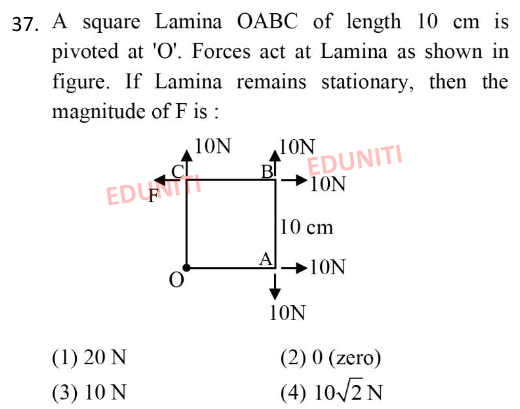 37. A square Lamina OABC of length 10 cm is
pivoted at 'O'. Forces act at Lamina as shown in
figure. If Lamina remains stationary, then the
magnitude of F is :
10N 10N
C B EDUNITI
EDUNITI 10N
F
10 cm
A 10N
O
10N
(1) 20 N (2) 0 (zero)
(3) 10 N (4) 10√2 N